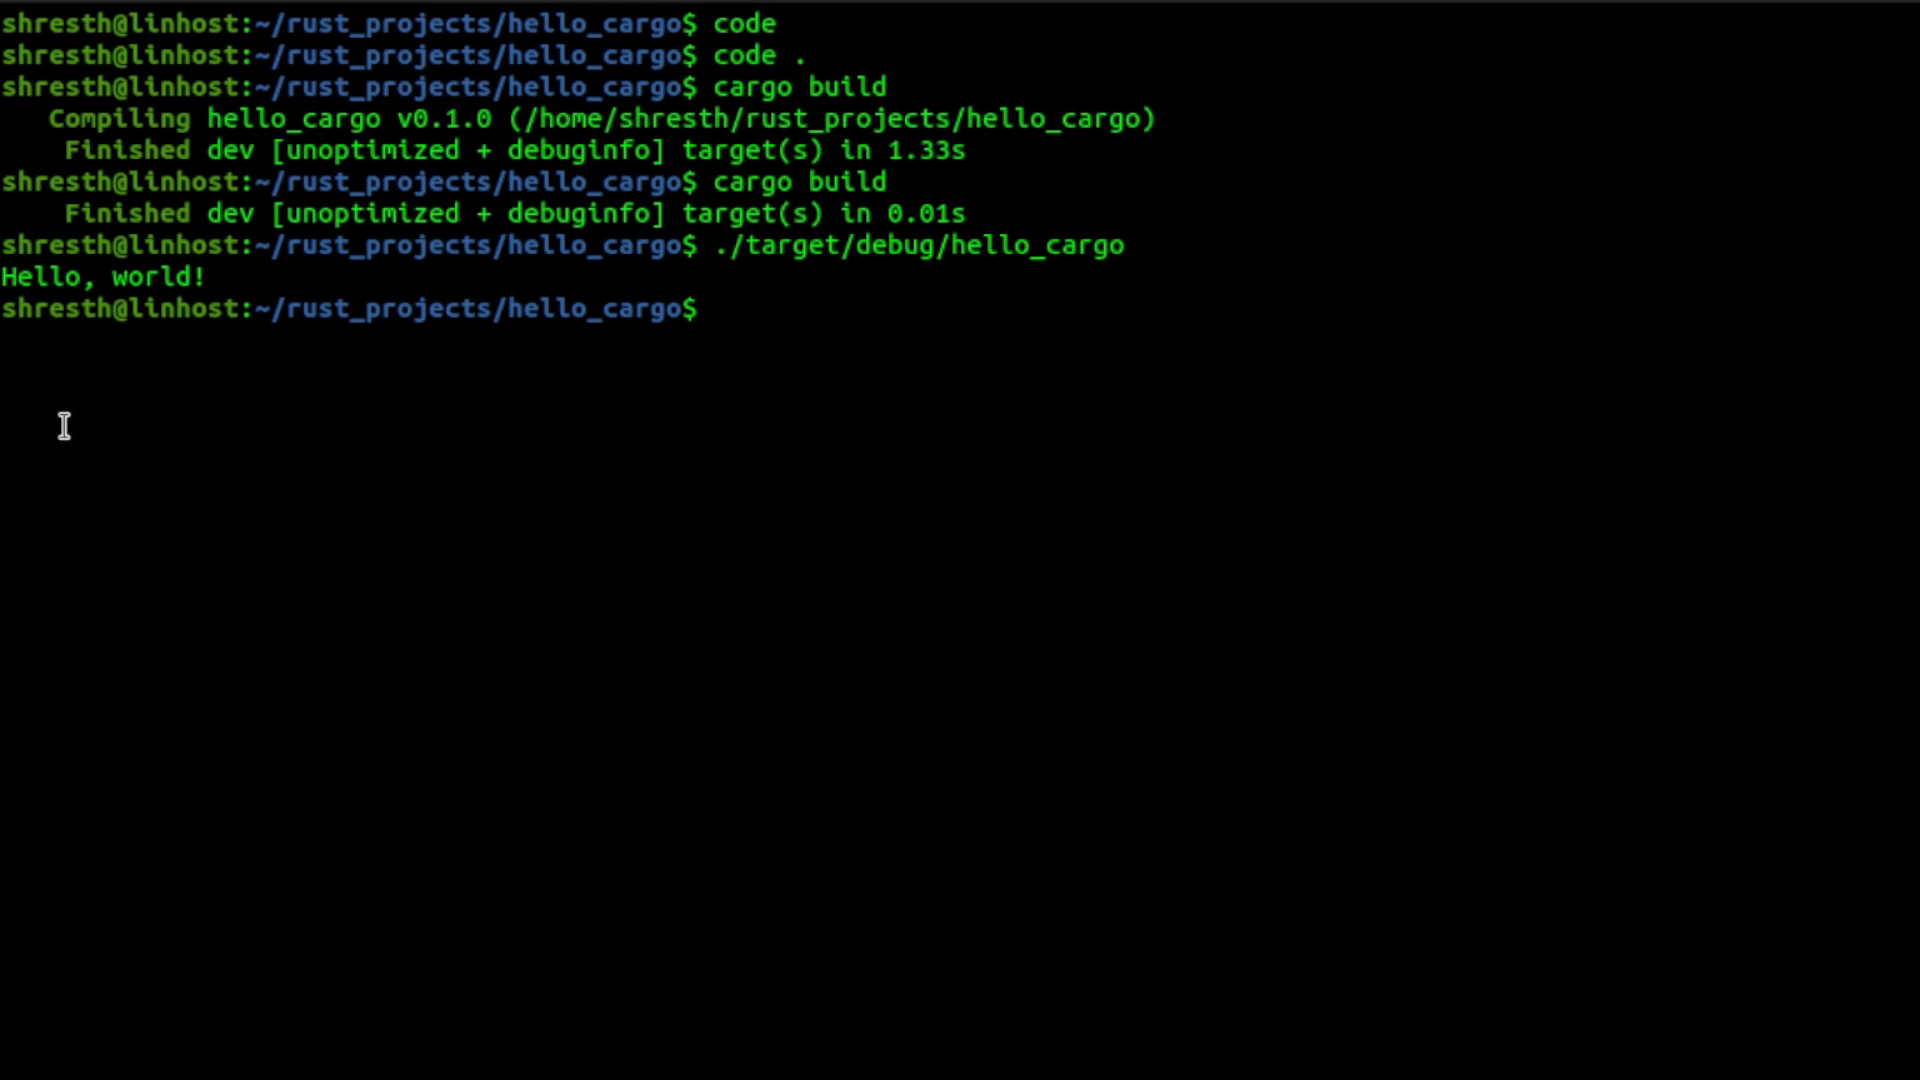 shresth@linhost:~/rust_projects/hello_cargo$ code
shresth@linhost:~/rust_projects/hello_cargo$ code .
shresth@linhost:~/rust_projects/hello_cargo$ cargo build
   Compiling hello_cargo v0.1.0 (/home/shresth/rust_projects/hello_cargo)
    Finished dev [unoptimized + debuginfo] target(s) in 1.33s
shresth@linhost:~/rust_projects/hello_cargo$ cargo build
    Finished dev [unoptimized + debuginfo] target(s) in 0.01s
shresth@linhost:~/rust_projects/hello_cargo$ ./target/debug/hello_cargo
Hello, world!
shresth@linhost:~/rust_projects/hello_cargo$